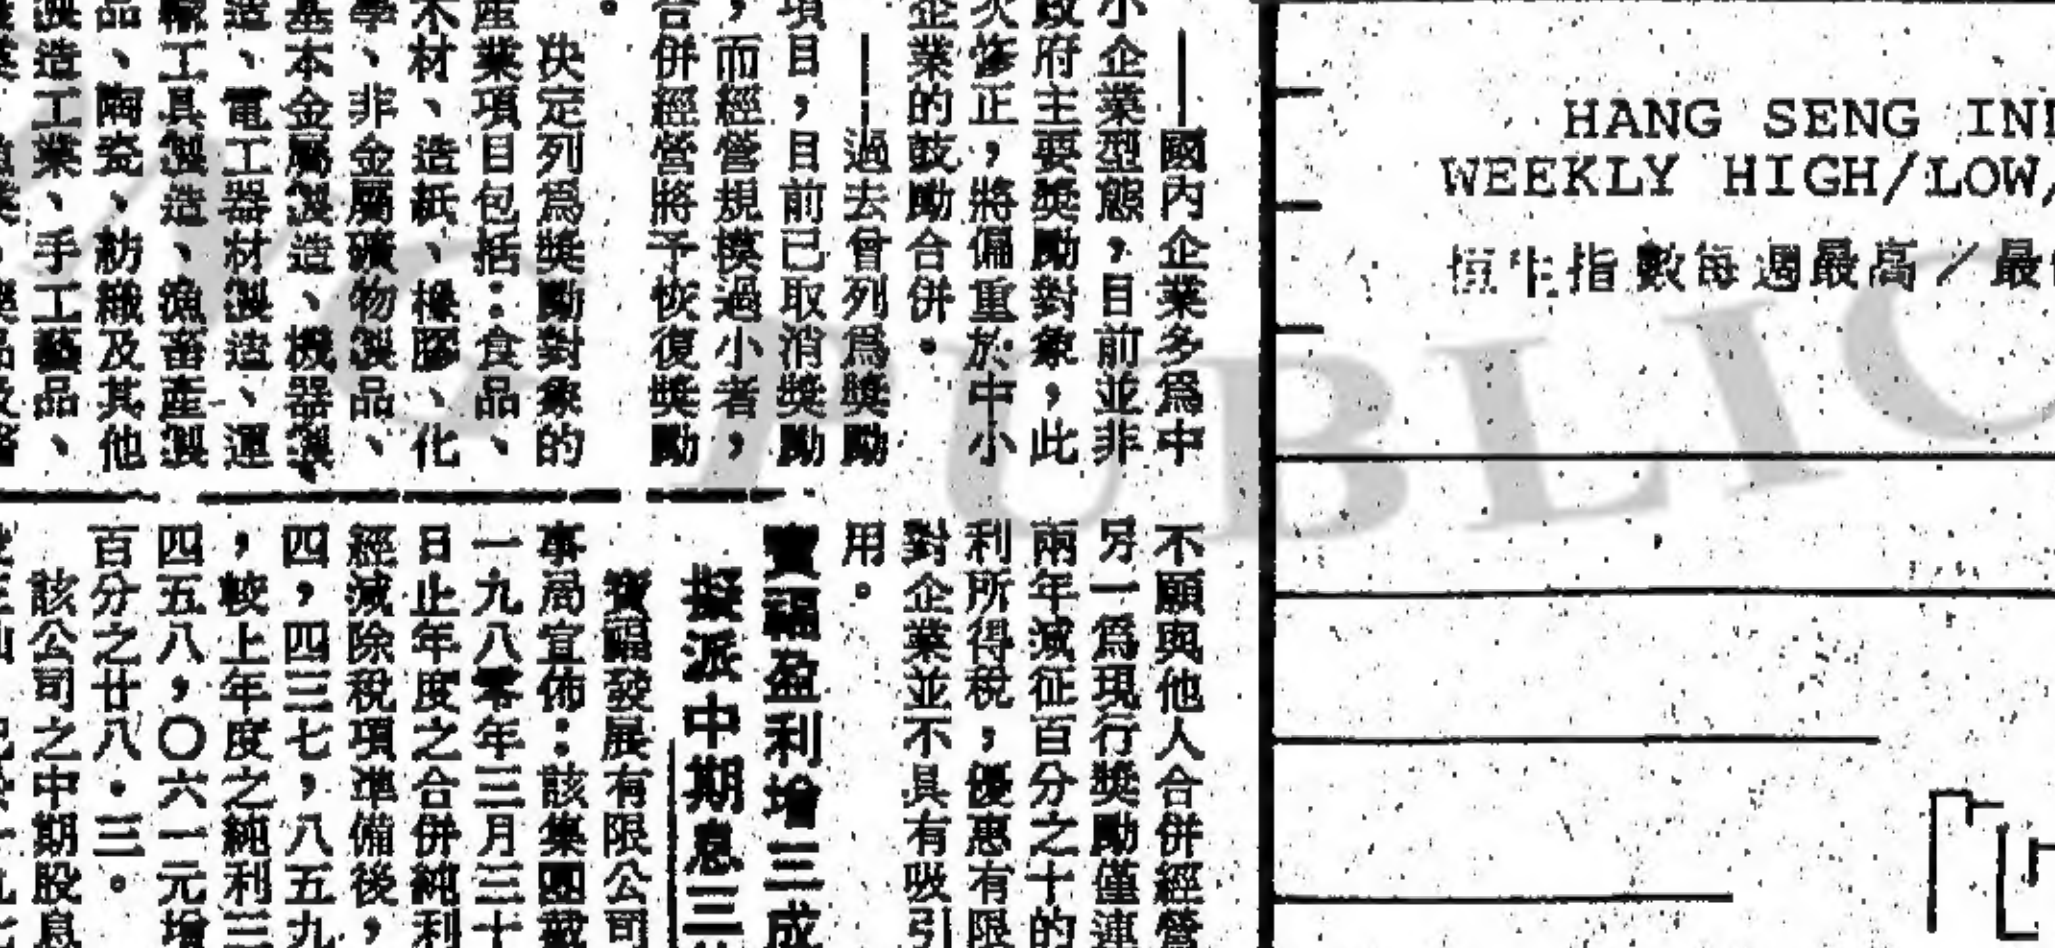 ——國內企業多爲中
小企業型態，目前並非
政府主要獎勵對象，此
次修正，將偏重於中小
企業的鼓勵合併。
——過去曾列爲獎勵
項目，目前已取消獎勵
，而經營規模過小者，
合併經營將予恢復獎勵
。
決定列爲獎勵對象的
產業項目包括：食品、
木材、造紙、橡膠、化
學、非金屬礦物製品、
基本金屬製造、機器製
造、電工器材製造、運
輸工具製造、漁畜產製
品、陶瓷、紡織及其他
製造工業、手工藝品、
不願與他人合併經營
另一爲現行獎勵僅連
兩年減征百分之十的
利所得稅，優惠有限
對企業並不具有吸引
用。
寶福盈利增三成
擬派中期息三
寶福發展有限公司
事局宣佈：該集團截
一九八零年三月三十
日止年度之合併純利
經減除稅項準備後，
四，四三七，八五九
，較上年度之純利三
四五八，〇六一元增
百分之廿八．三。
該公司之中期股息
HANG SENG
WEEKLY HIGH/LOW/
恒生指數每週最高／最
PUBLIC